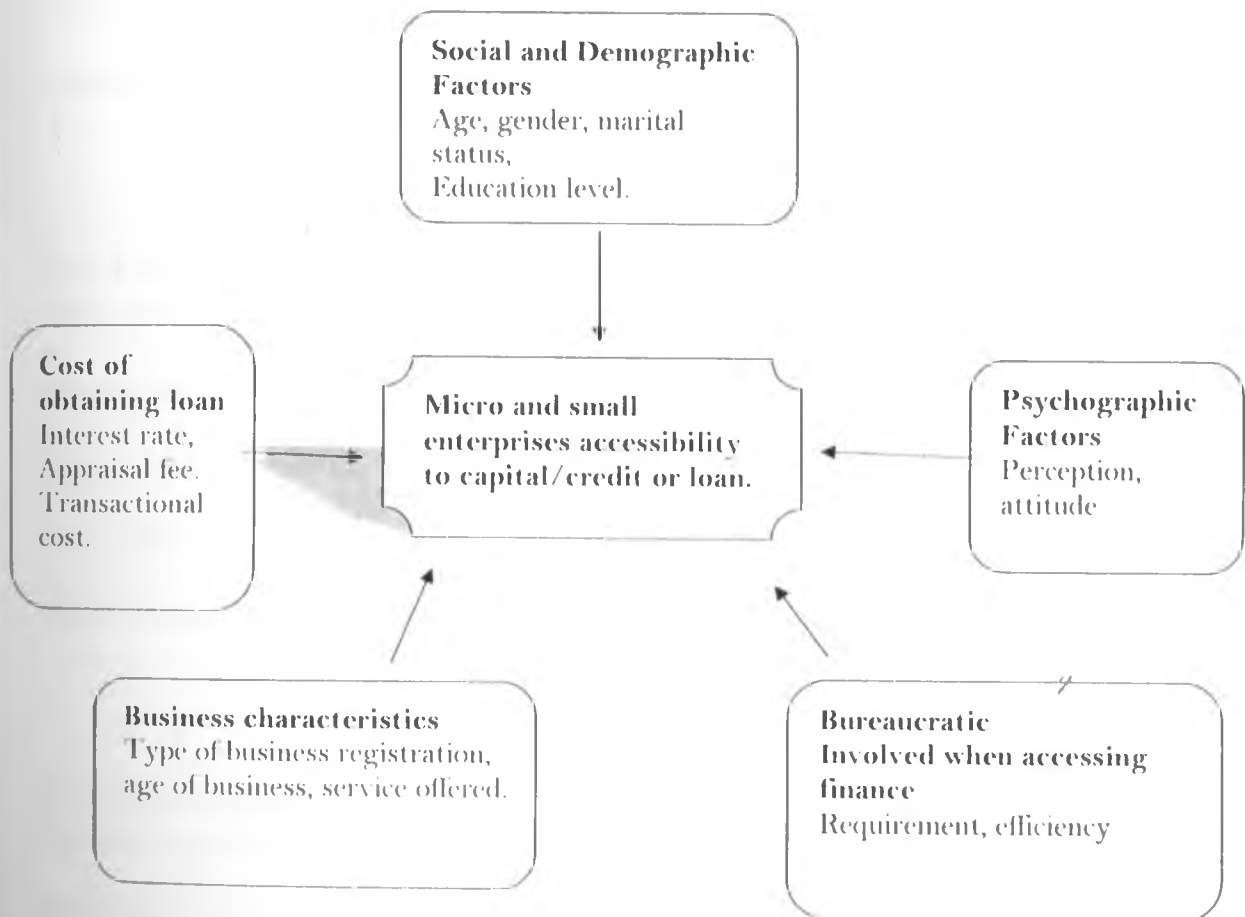 Social and Demographic
Factors
Age, gender, marital
status,
Education level.
Cost of
obtaining loan
Interest rate,
Appraisal fee.
Transactional
cost.
Micro and small
enterprises accessibility
to capital/credit or loan.
Psychographic
Factors
Perception,
attitude
Business characteristics
Type of business registration,
age of business, service offered.
Bureaucratic
Involved when accessing
finance
Requirement, efficiency